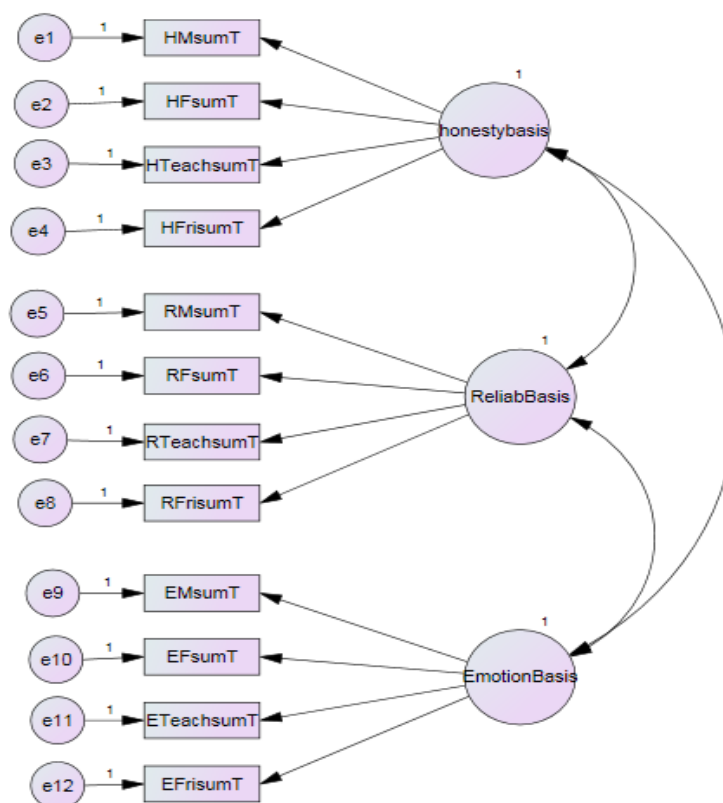 1
e1 1 HMsumT
e2 1 HFsumT
honestybasis
e3 1 HTeachsumT
e4 1 HFrisumT
e5 1 RMsumT
1
e6 1 RFsumT
ReliabBasis
e7 1 RTeachsumT
e8 1 RFrisumT
e9 1 EMsumT
1
e10 1 EFsumT
EmotionBasis
e11 1 ETeachsumT
e12 1 EFrisumT